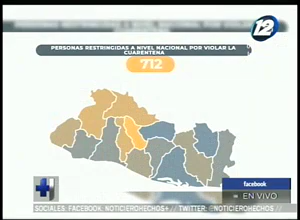 12
PERSONAS RESTRINGIDAS A NIVEL NACIONAL POR VIOLAR LA
CUARENTENA
712
facebook
EN VIVO
SOCIALES: FACEBOOK: NOTICIEROHECHOS+ // TWITTER: @NOTICIEROHECHOS